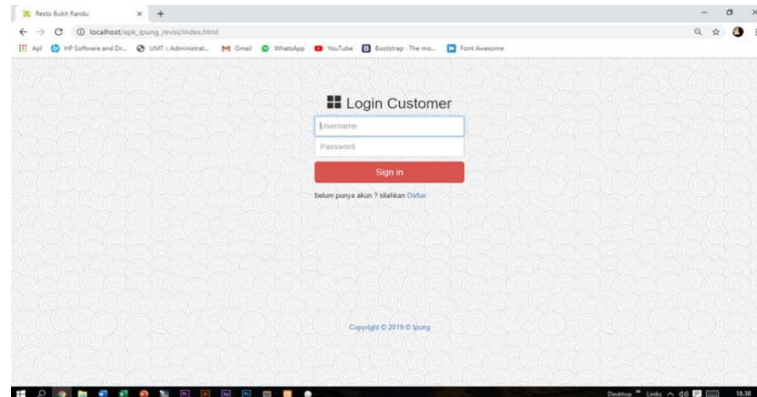 Resto Bukit Randu
localhost/apk_ipung_revisi/index.html
Apl HP Software and Dr... UMT :: Administrat... Gmail WhatsApp YouTube Bootstrap · The mo... Font Awesome
Login Customer
Username
Password
Sign in
belum punya akun ? silahkan Daftar
Copyright © 2019 © Ipung
Desktop Links 18.38